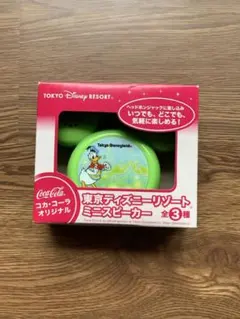 TOKYO Disney RESORT®
ヘッドホンジャックに差し込み
いつでも、どこでも、
気軽に楽しめる!
Tokyo Disneyland
Coca-Cola
コカ・コーラ
オリジナル
東京ディズニーリゾート
ミニスピーカー
全3種